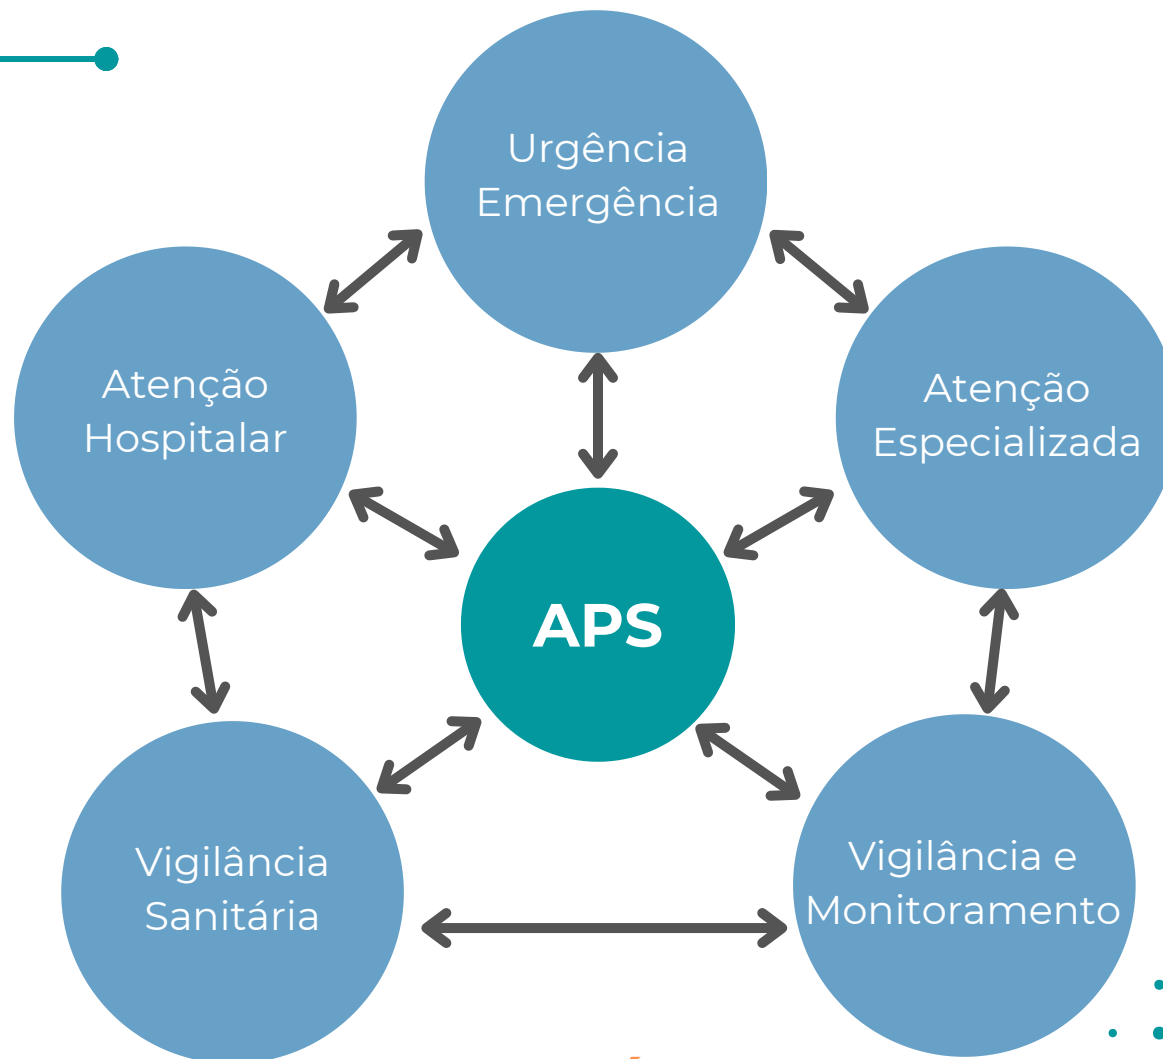 Urgência
Emergência
Atenção
Hospitalar
Atenção
Especializada
APS
Vigilância
Sanitária
Vigilância e
Monitoramento